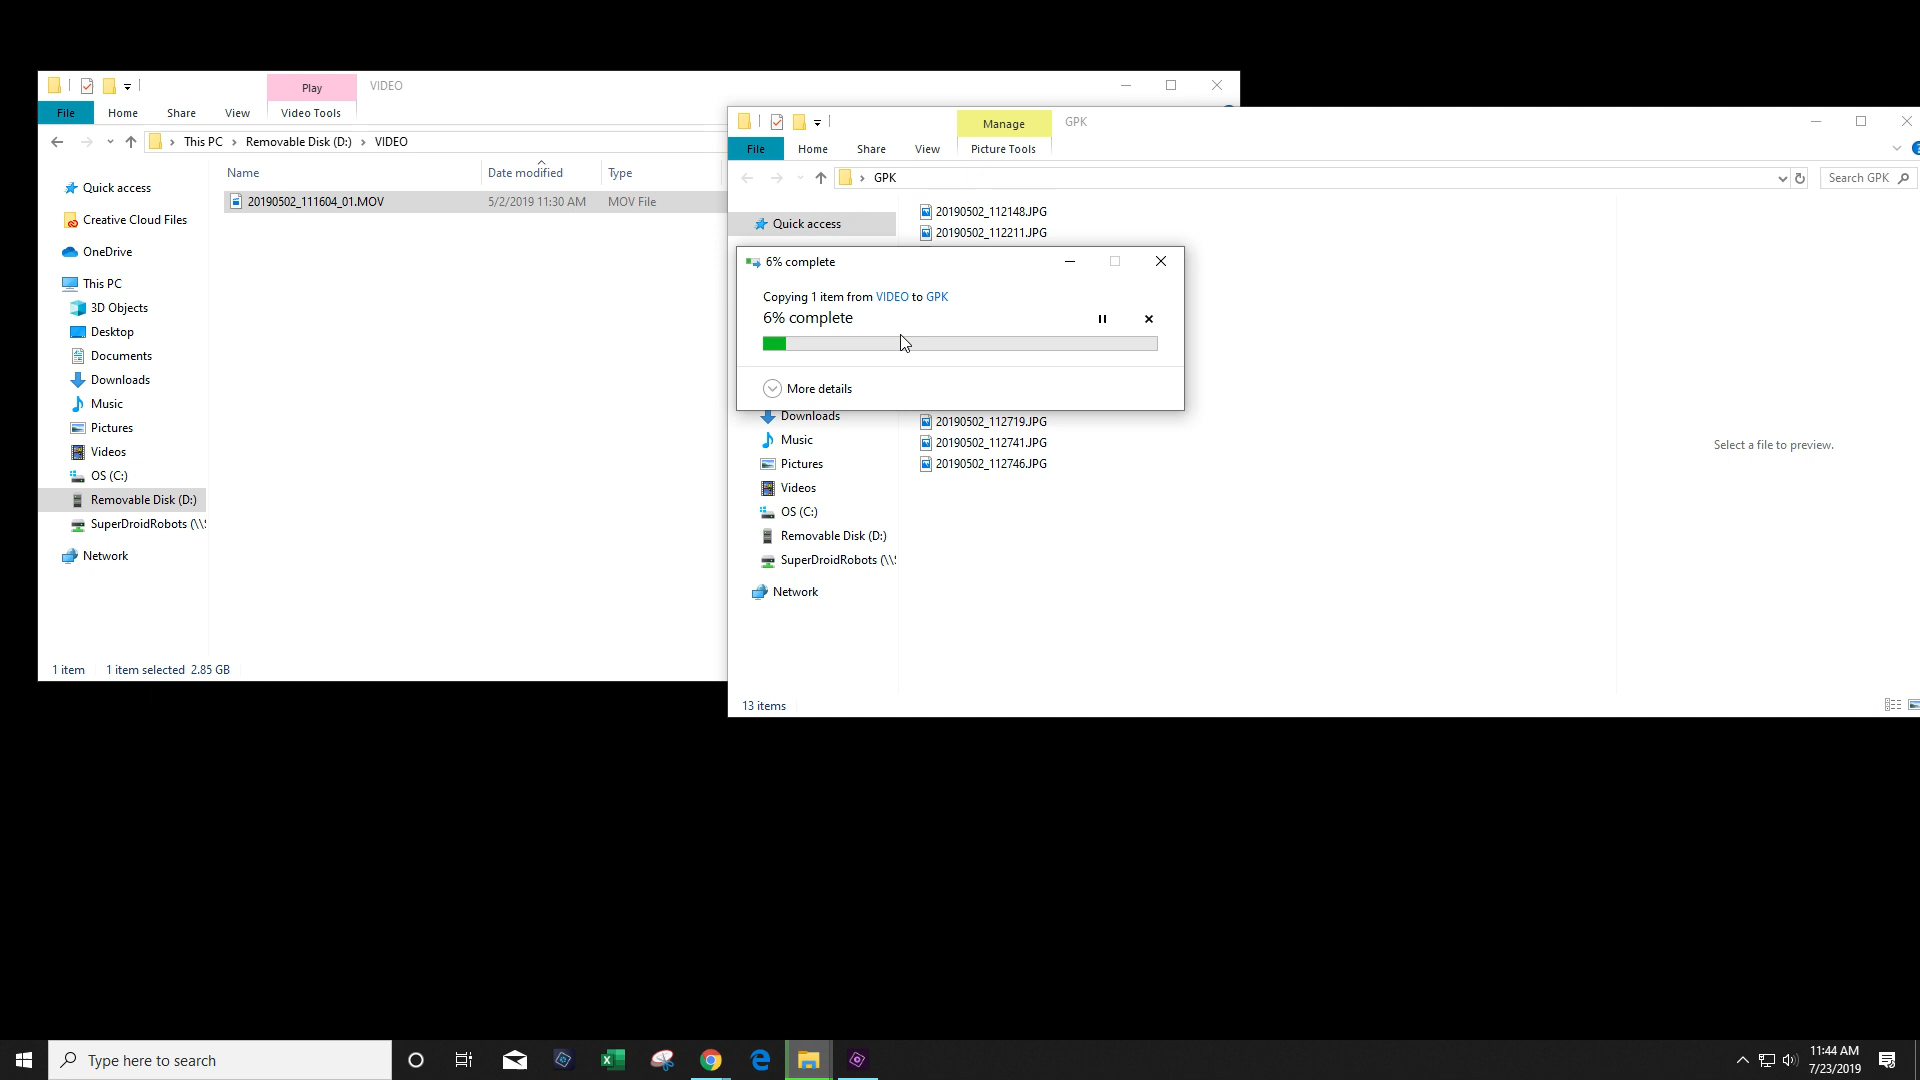 Play
VIDEO
File
Home
Share
View
Video Tools
This PC
Removable Disk (D:)
VIDEO
Name
Date modified
Type
20190502_111604_01.MOV
5/2/2019 11:30 AM
MOV File
Quick access
Creative Cloud Files
OneDrive
This PC
3D Objects
Desktop
Documents
Downloads
Music
Pictures
Videos
OS (C:)
Removable Disk (D:)
SuperDroidRobots (\\
Network
1 item
1 item selected 2.85 GB
Manage
GPK
File
Home
Share
View
Picture Tools
GPK
Search GPK
Quick access
20190502_112148.JPG
20190502_112211.JPG
6% complete
Copying 1 item from VIDEO to GPK
6% complete
More details
Downloads
Music
Pictures
Videos
OS (C:)
Removable Disk (D:)
SuperDroidRobots (\\
Network
20190502_112719.JPG
20190502_112741.JPG
20190502_112746.JPG
Select a file to preview.
13 items
Type here to search
11:44 AM
7/23/2019